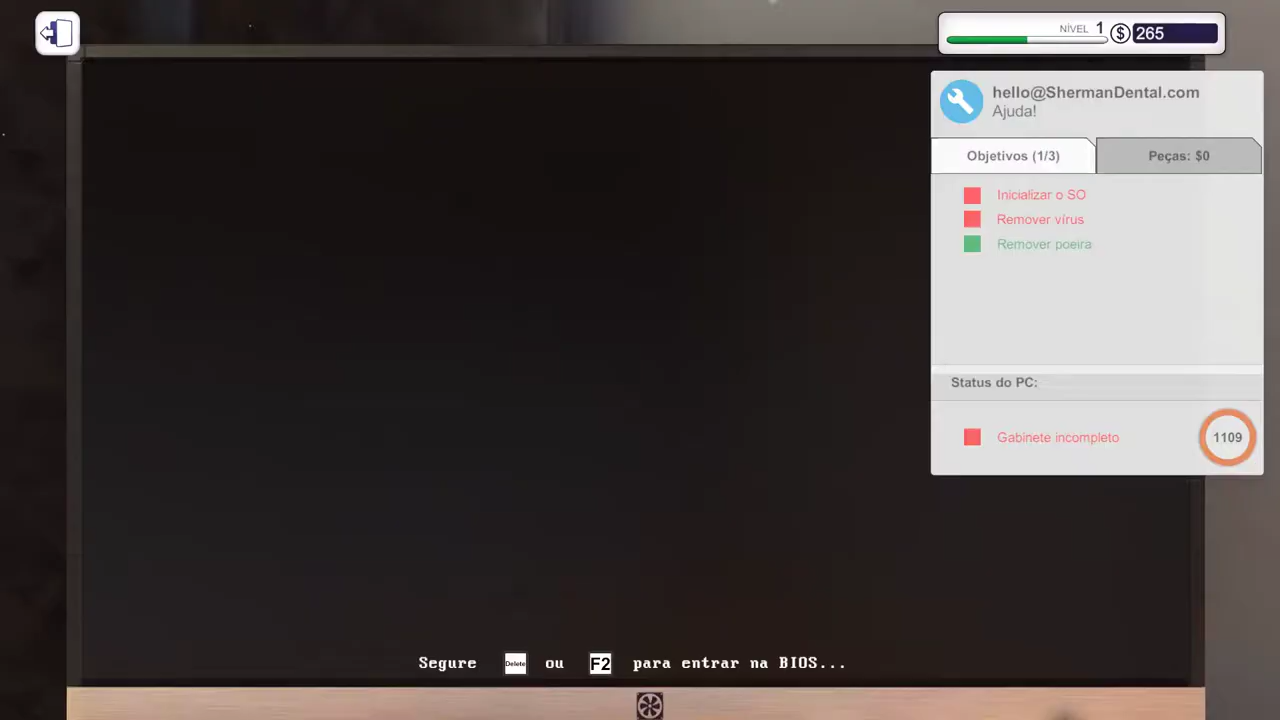 NÍVEL 1 $ 265
hello@ShermanDental.com
Ajuda!
Objetivos (1/3) Peças: $0
Inicializar o SO
Remover vírus
Remover poeira
Status do PC:
Gabinete incompleto 1109
Segure Delete ou F2 para entrar na BIOS...